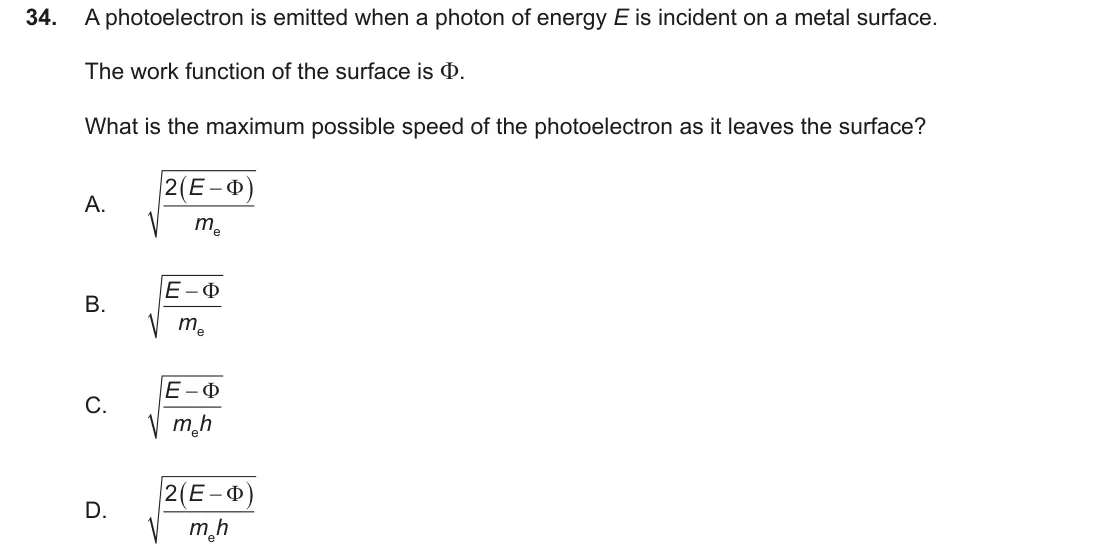 34. A photoelectron is emitted when a photon of energy E is incident on a metal surface.
The work function of the surface is Φ.
What is the maximum possible speed of the photoelectron as it leaves the surface?
A. √(2(E – Φ)/mₑ)
B. √((E – Φ)/mₑ)
C. √((E – Φ)/(mₑh))
D. √(2(E – Φ)/(mₑh))